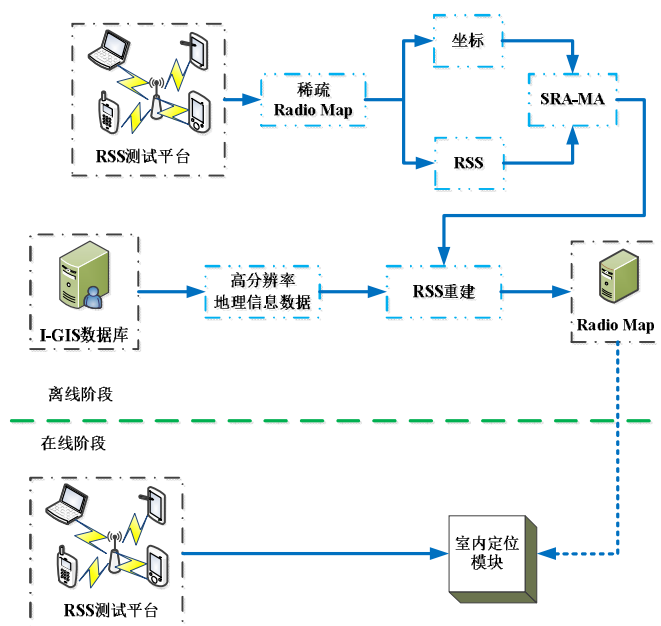 坐标
稀疏
Radio Map
SRA-MA
RSS测试平台
RSS
高分辨率
地理信息数据
RSS重建
I-GIS数据库
Radio Map
离线阶段
在线阶段
室内定位
模块
RSS测试平台